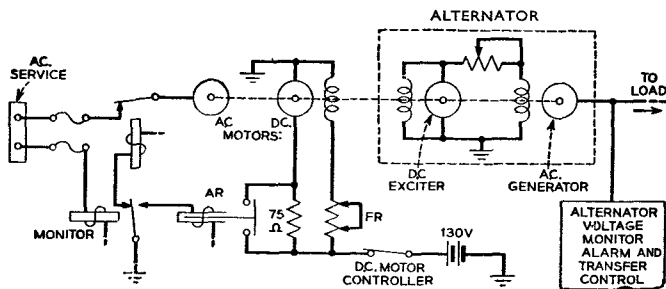 ALTERNATOR
A.C.
SERVICE
TO
LOAD
A.C.
MOTORS:
D.C.
D.C.
EXCITER
A.C.
GENERATOR
AR
75
Ω
FR
MONITOR
130V
D.C. MOTOR
CONTROLLER
ALTERNATOR
VOLTAGE
MONITOR
ALARM AND
TRANSFER
CONTROL